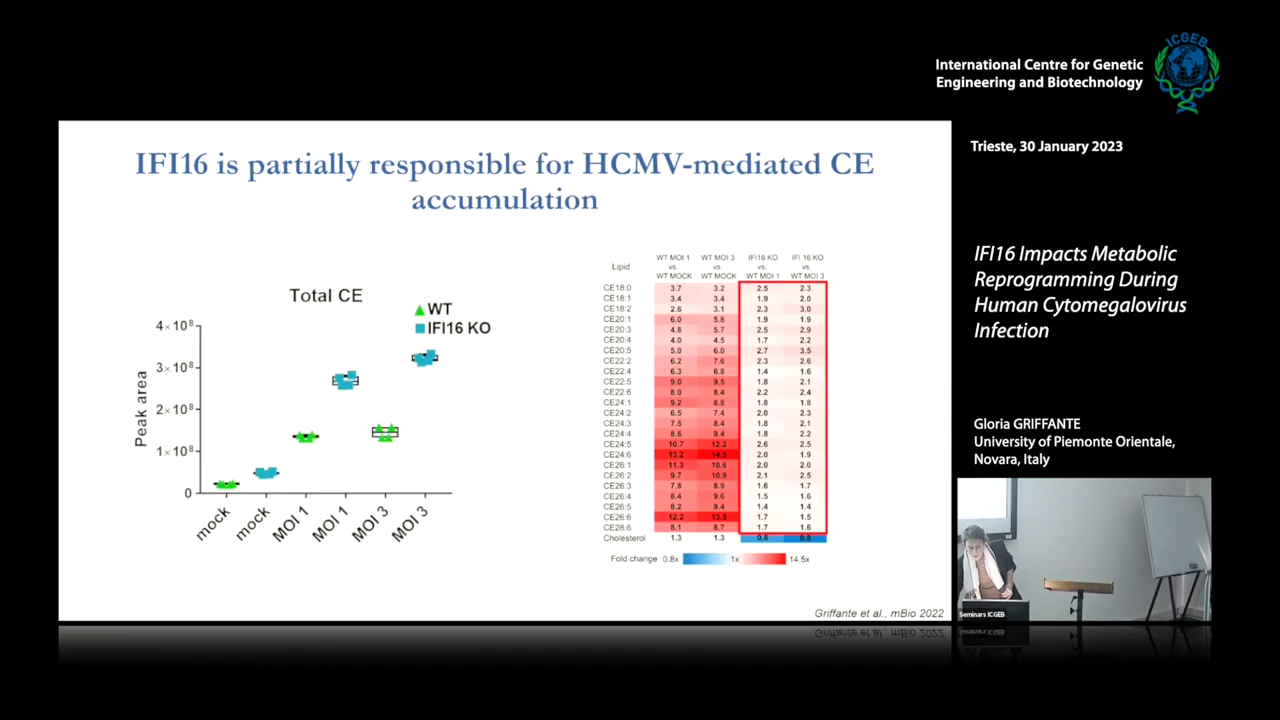 ICGEB
International Centre for Genetic
Engineering and Biotechnology
Trieste, 30 January 2023
IFI16 Impacts Metabolic
Reprogramming During
Human Cytomegalovirus
Infection
Gloria GRIFFANTE
University of Piemonte Orientale,
Novara, Italy
Seminars ICGEB
IFI16 is partially responsible for HCMV-mediated CE
accumulation
Total CE
WT
IFI16 KO
Peak area
4×10⁸
3×10⁸
2×10⁸
1×10⁸
0
mock mock MOI 1 MOI 1 MOI 3 MOI 3
Lipid
WT MOI 1 vs. WT MOCK
WT MOI 3 vs. WT MOCK
IFI16 KO vs. WT MOI 1
IFI 16 KO vs. WT MOI 3
CE18:0 3.7 3.2 2.5 2.3
CE18:1 3.4 3.4 1.9 2.0
CE18:2 2.6 3.1 2.3 3.0
CE20:1 6.0 5.8 1.9 1.9
CE20:3 4.8 5.7 2.5 2.9
CE20:4 4.0 4.5 1.7 2.2
CE20:5 5.0 6.0 2.7 3.5
CE22:2 6.2 7.6 2.3 2.6
CE22:4 6.3 6.8 1.4 1.6
CE22:5 9.0 9.5 1.8 2.1
CE22:6 8.0 8.4 2.2 2.4
CE24:1 9.2 8.8 1.8 1.8
CE24:2 6.5 7.4 2.0 2.3
CE24:3 7.5 8.4 1.8 2.1
CE24:4 8.6 9.4 1.8 2.2
CE24:5 10.7 12.2 2.6 2.5
CE24:6 13.2 14.5 2.0 1.9
CE26:1 11.3 10.6 2.0 2.0
CE26:2 9.7 10.9 2.1 2.5
CE26:3 7.8 8.9 1.6 1.7
CE26:4 8.4 9.6 1.5 1.6
CE26:5 8.2 9.4 1.4 1.4
CE26:6 12.2 13.5 1.7 1.5
CE28:6 8.1 8.7 1.7 1.6
Cholesterol 1.3 1.3 0.8 0.8
Fold change 0.8x 1x 14.5x
Griffante et al., mBio 2022